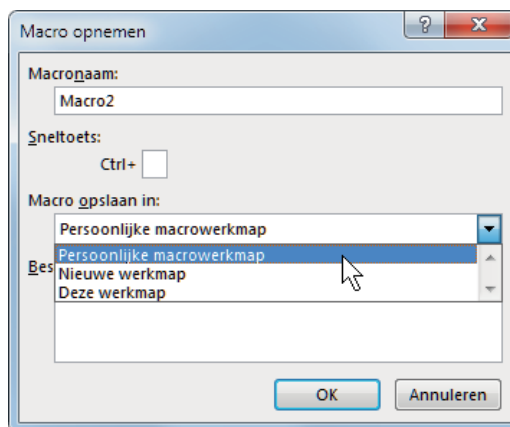 Macro opnemen
Macronaam:
Macro2
Sneltoets:
Ctrl+
Macro opslaan in:
Persoonlijke macrowerkmap
Persoonlijke macrowerkmap
Bes
Nieuwe werkmap
Deze werkmap
OK
Annuleren